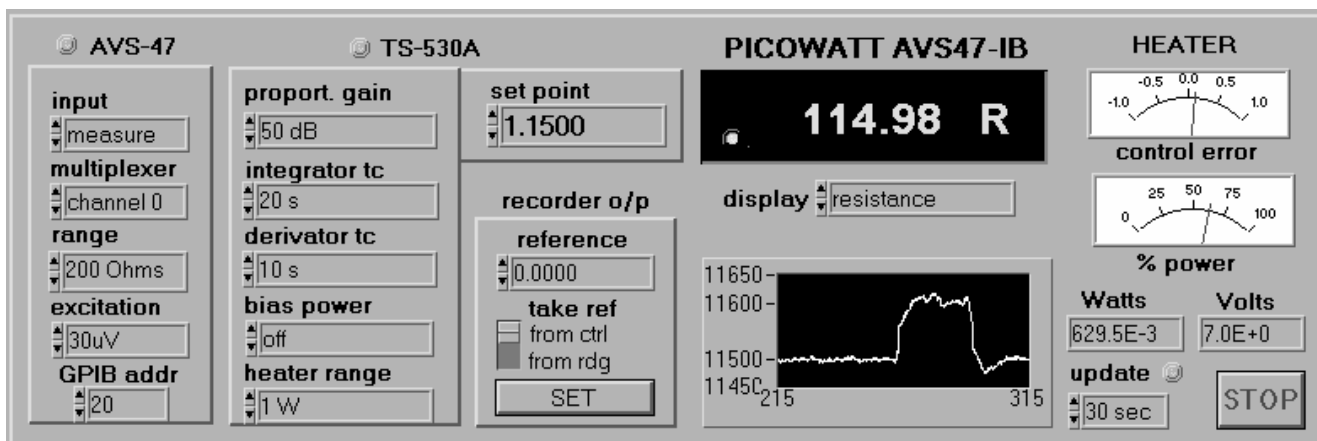 AVS-47
input
measure
multiplexer
channel 0
range
200 Ohms
excitation
30uV
GPIB addr
20
TS-530A
proport. gain
50 dB
integrator tc
20 s
derivator tc
10 s
bias power
off
heater range
1 W
set point
1.1500
recorder o/p
reference
0.0000
take ref
from ctrl
from rdg
SET
PICOWATT AVS47-IB
114.98 R
display resistance
11650
11600
11500
11450
215 315
HEATER
-1.0 -0.5 0.0 0.5 1.0
control error
0 25 50 75 100
% power
Watts Volts
629.5E-3 7.0E+0
update
30 sec
STOP